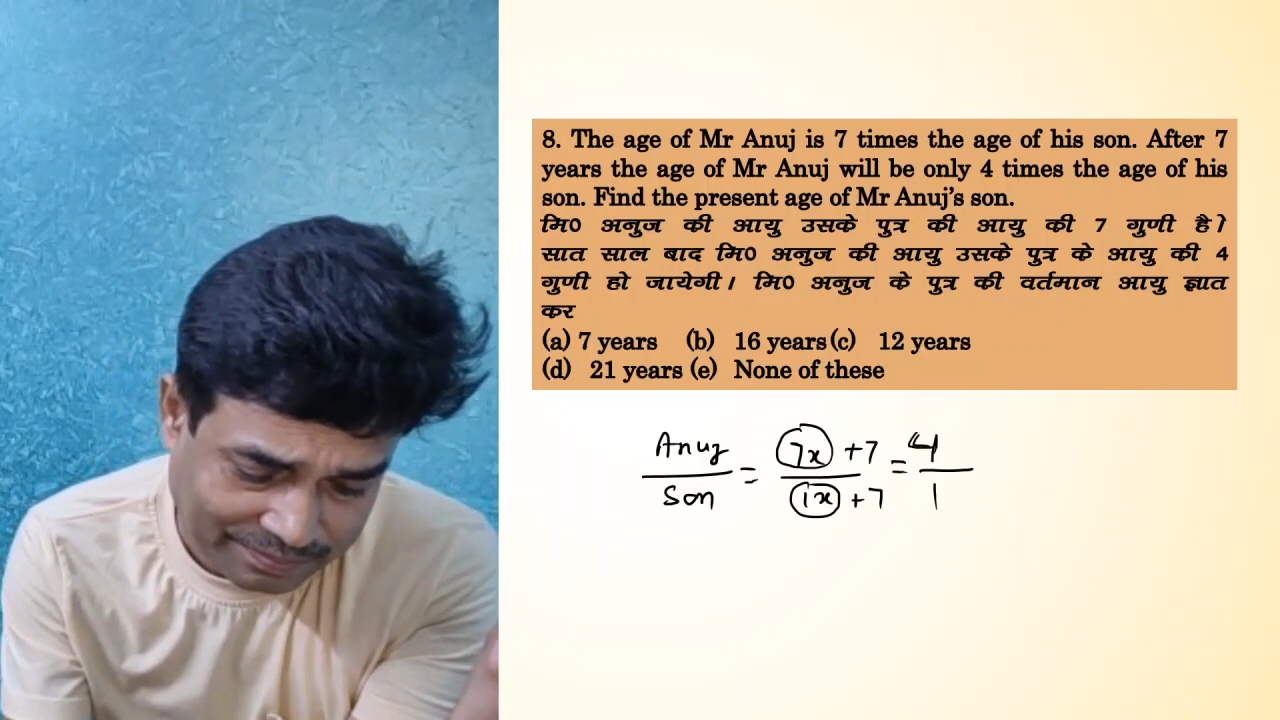 8. The age of Mr Anuj is 7 times the age of his son. After 7
years the age of Mr Anuj will be only 4 times the age of his
son. Find the present age of Mr Anuj's son.
मि0 अनुज की आयु उसके पुत्र की आयु की 7 गुणी है।
सात साल बाद मि0 अनुज की आयु उसके पुत्र के आयु की 4
गुणी हो जायेगी। मि0 अनुज के पुत्र की वर्तमान आयु ज्ञात
कर
(a) 7 years (b) 16 years (c) 12 years
(d) 21 years (e) None of these
Anuj / Son = 7x + 7 / 1x + 7 = 4 / 1